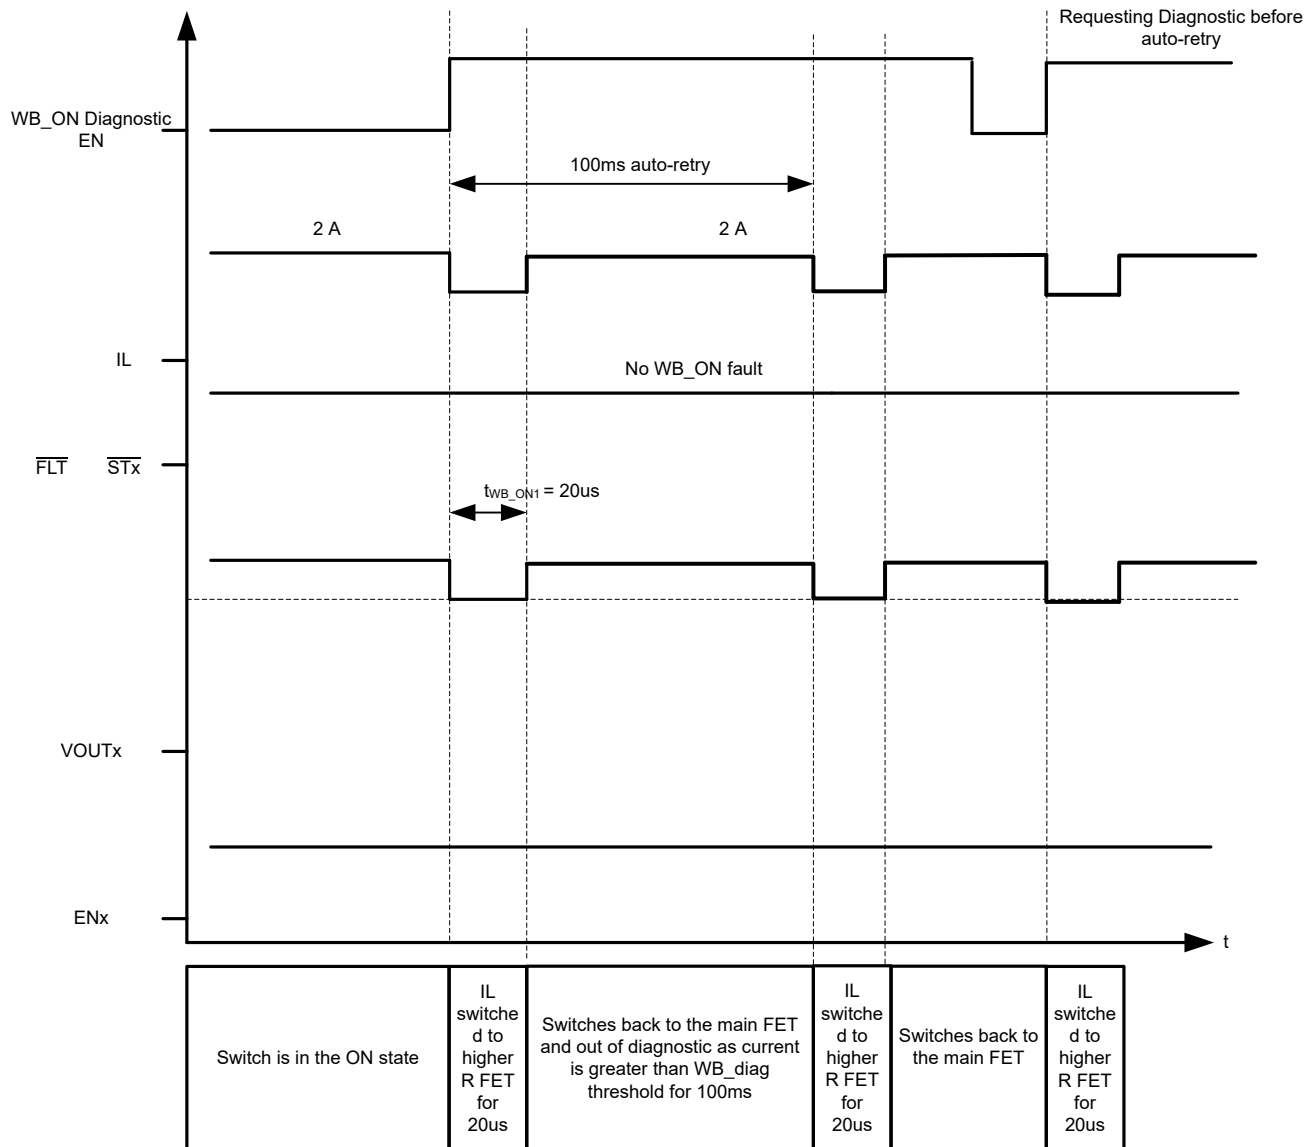 Requesting Diagnostic before
auto-retry
WB_ON Diagnostic
EN
100ms auto-retry
2 A
2 A
IL
No WB_ON fault
FLT STx
tWB_ON1 = 20us
VOUTx
ENx
t
Switch is in the ON state
IL
switche
d to
higher
R FET
for
20us
Switches back to the main FET
and out of diagnostic as current
is greater than WB_diag
threshold for 100ms
IL
switche
d to
higher
R FET
for
20us
Switches back to
the main FET
IL
switche
d to
higher
R FET
for
20us